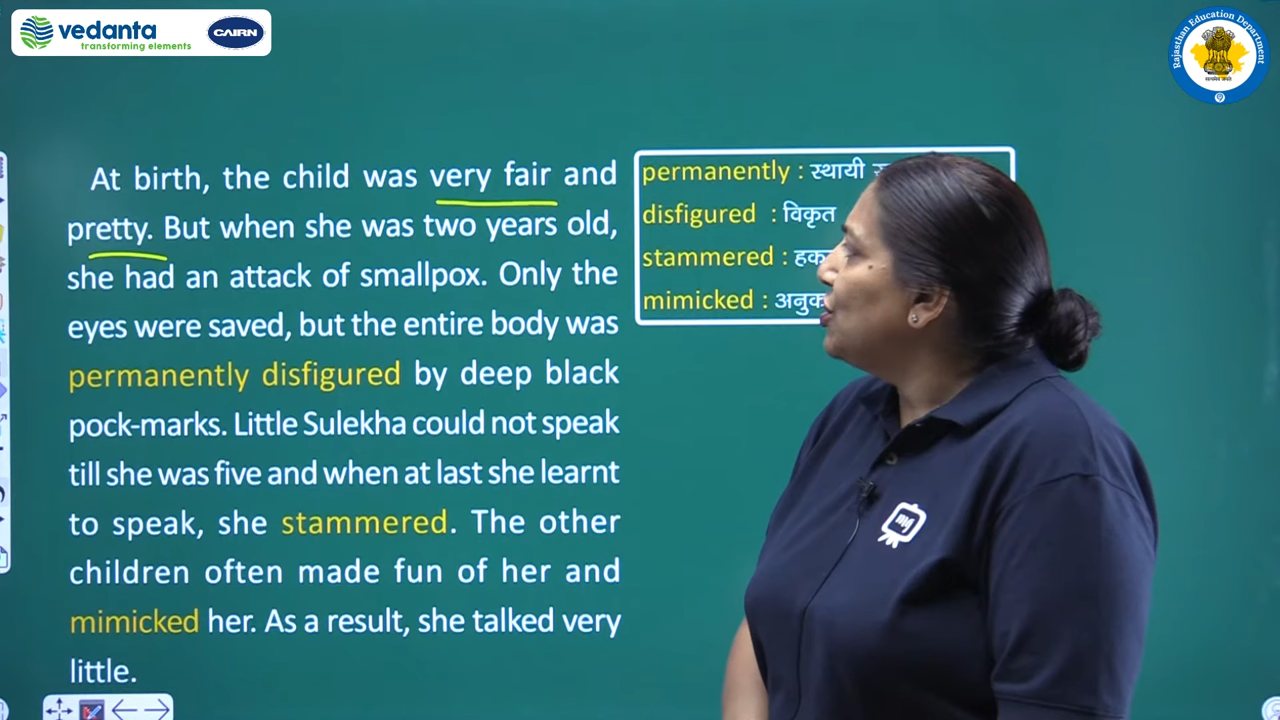 vedanta
transforming elements
CAIRN
Rajasthan Education Department
At birth, the child was very fair and
pretty. But when she was two years old,
she had an attack of smallpox. Only the
eyes were saved, but the entire body was
permanently disfigured by deep black
pock-marks. Little Sulekha could not speak
till she was five and when at last she learnt
to speak, she stammered. The other
children often made fun of her and
mimicked her. As a result, she talked very
little.
permanently : स्थायी
disfigured : विकृत
stammered :
mimicked :